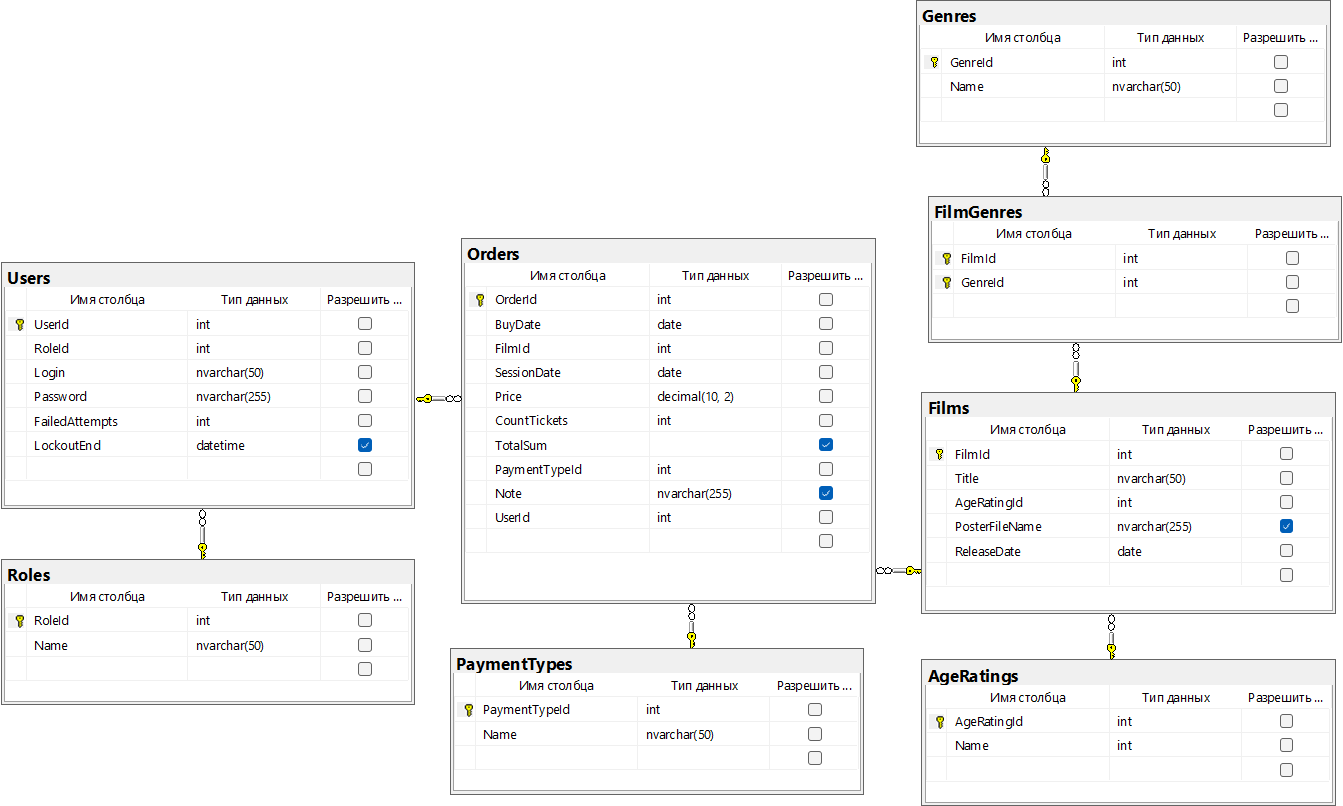 Genres
Имя столбца Тип данных Разрешить ...
GenreId int
Name nvarchar(50)
FilmGenres
Имя столбца Тип данных Разрешить ...
FilmId int
GenreId int
Users
Имя столбца Тип данных Разрешить ...
UserId int
RoleId int
Login nvarchar(50)
Password nvarchar(255)
FailedAttempts int
LockoutEnd datetime
Orders
Имя столбца Тип данных Разрешить ...
OrderId int
BuyDate date
FilmId int
SessionDate date
Price decimal(10, 2)
CountTickets int
TotalSum
PaymentTypeId int
Note nvarchar(255)
UserId int
Films
Имя столбца Тип данных Разрешить ...
FilmId int
Title nvarchar(50)
AgeRatingId int
PosterFileName nvarchar(255)
ReleaseDate date
Roles
Имя столбца Тип данных Разрешить ...
RoleId int
Name nvarchar(50)
PaymentTypes
Имя столбца Тип данных Разрешить ...
PaymentTypeId int
Name nvarchar(50)
AgeRatings
Имя столбца Тип данных Разрешить ...
AgeRatingId int
Name int